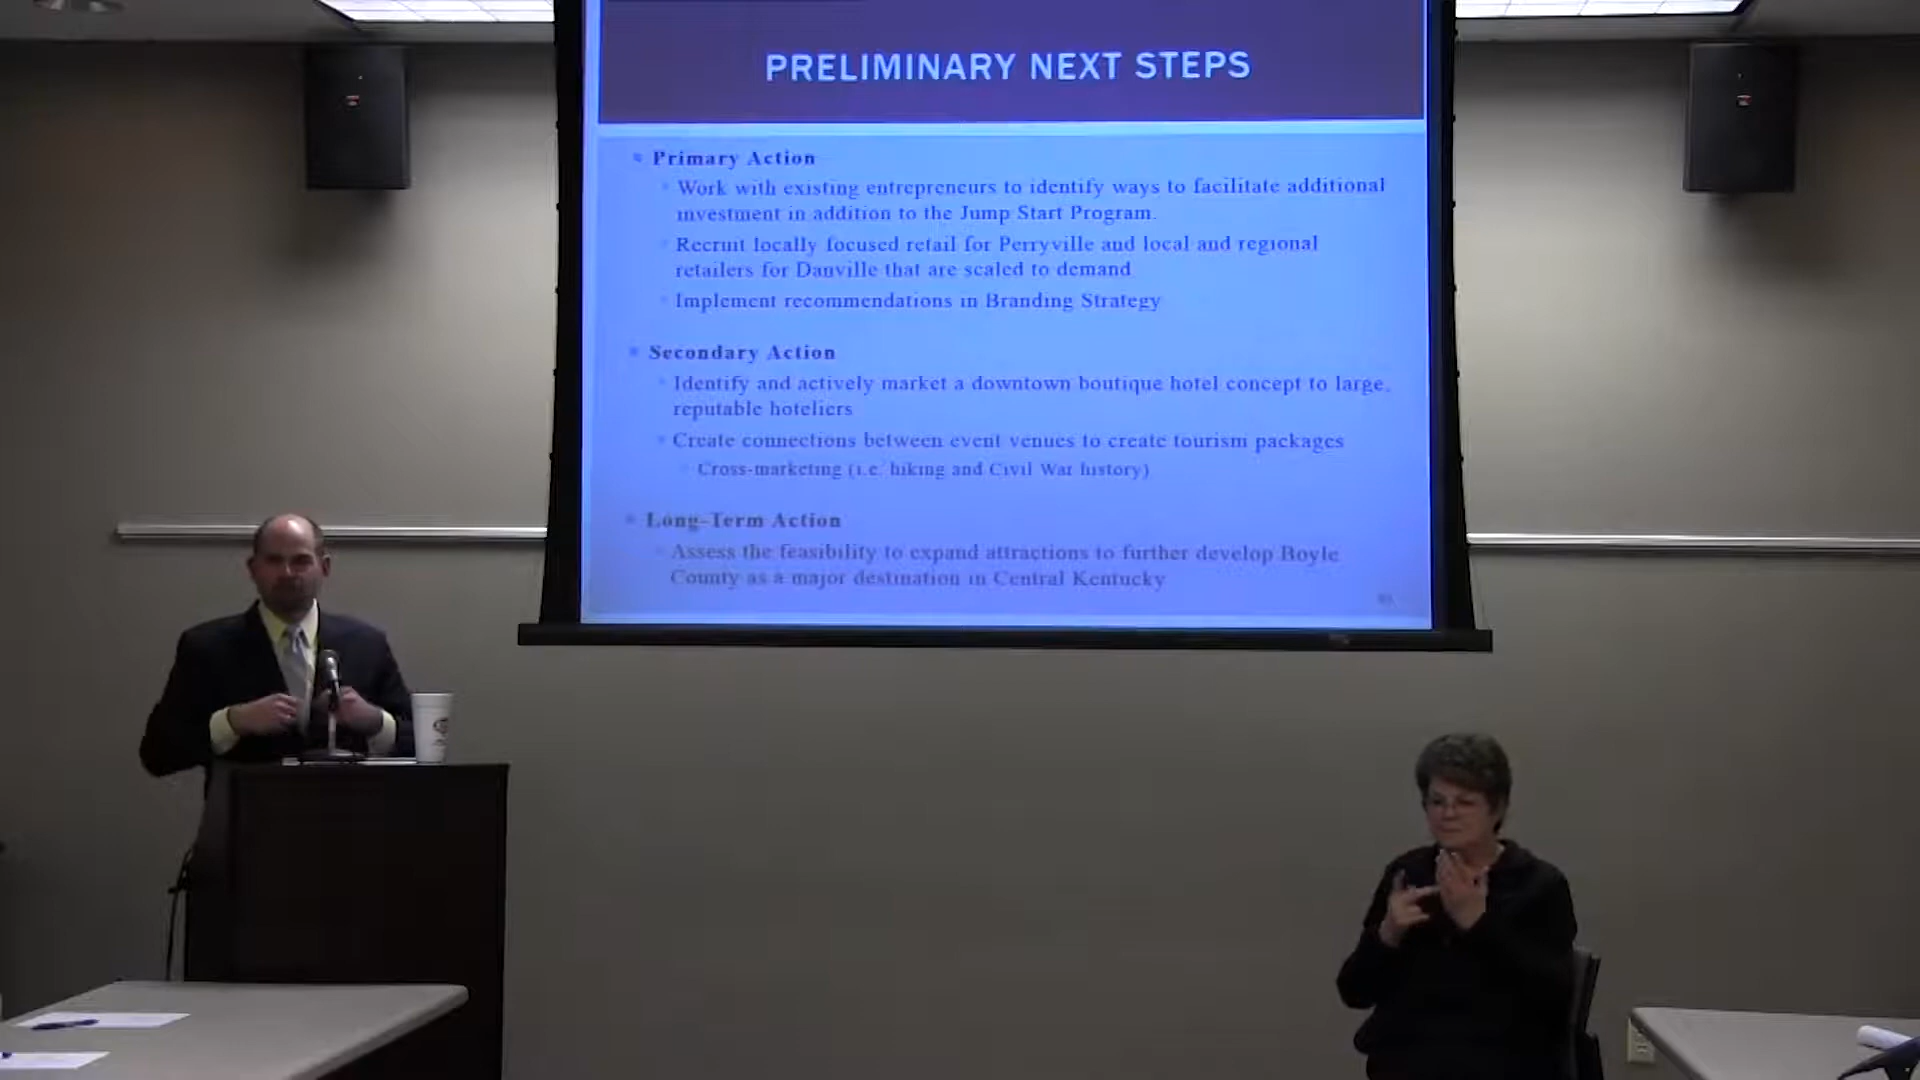 PRELIMINARY NEXT STEPS
Primary Action
Work with existing entrepreneurs to identify ways to facilitate additional
investment in addition to the Jump Start Program.
Recruit locally focused retail for Perryville and local and regional
retailers for Danville that are scaled to demand
Implement recommendations in Branding Strategy
Secondary Action
Identify and actively market a downtown boutique hotel concept to large,
reputable hoteliers
Create connections between event venues to create tourism packages
Cross-marketing (i.e. hiking and Civil War history)
Long-Term Action
Assess the feasibility to expand attractions to further develop Boyle
County as a major destination in Central Kentucky